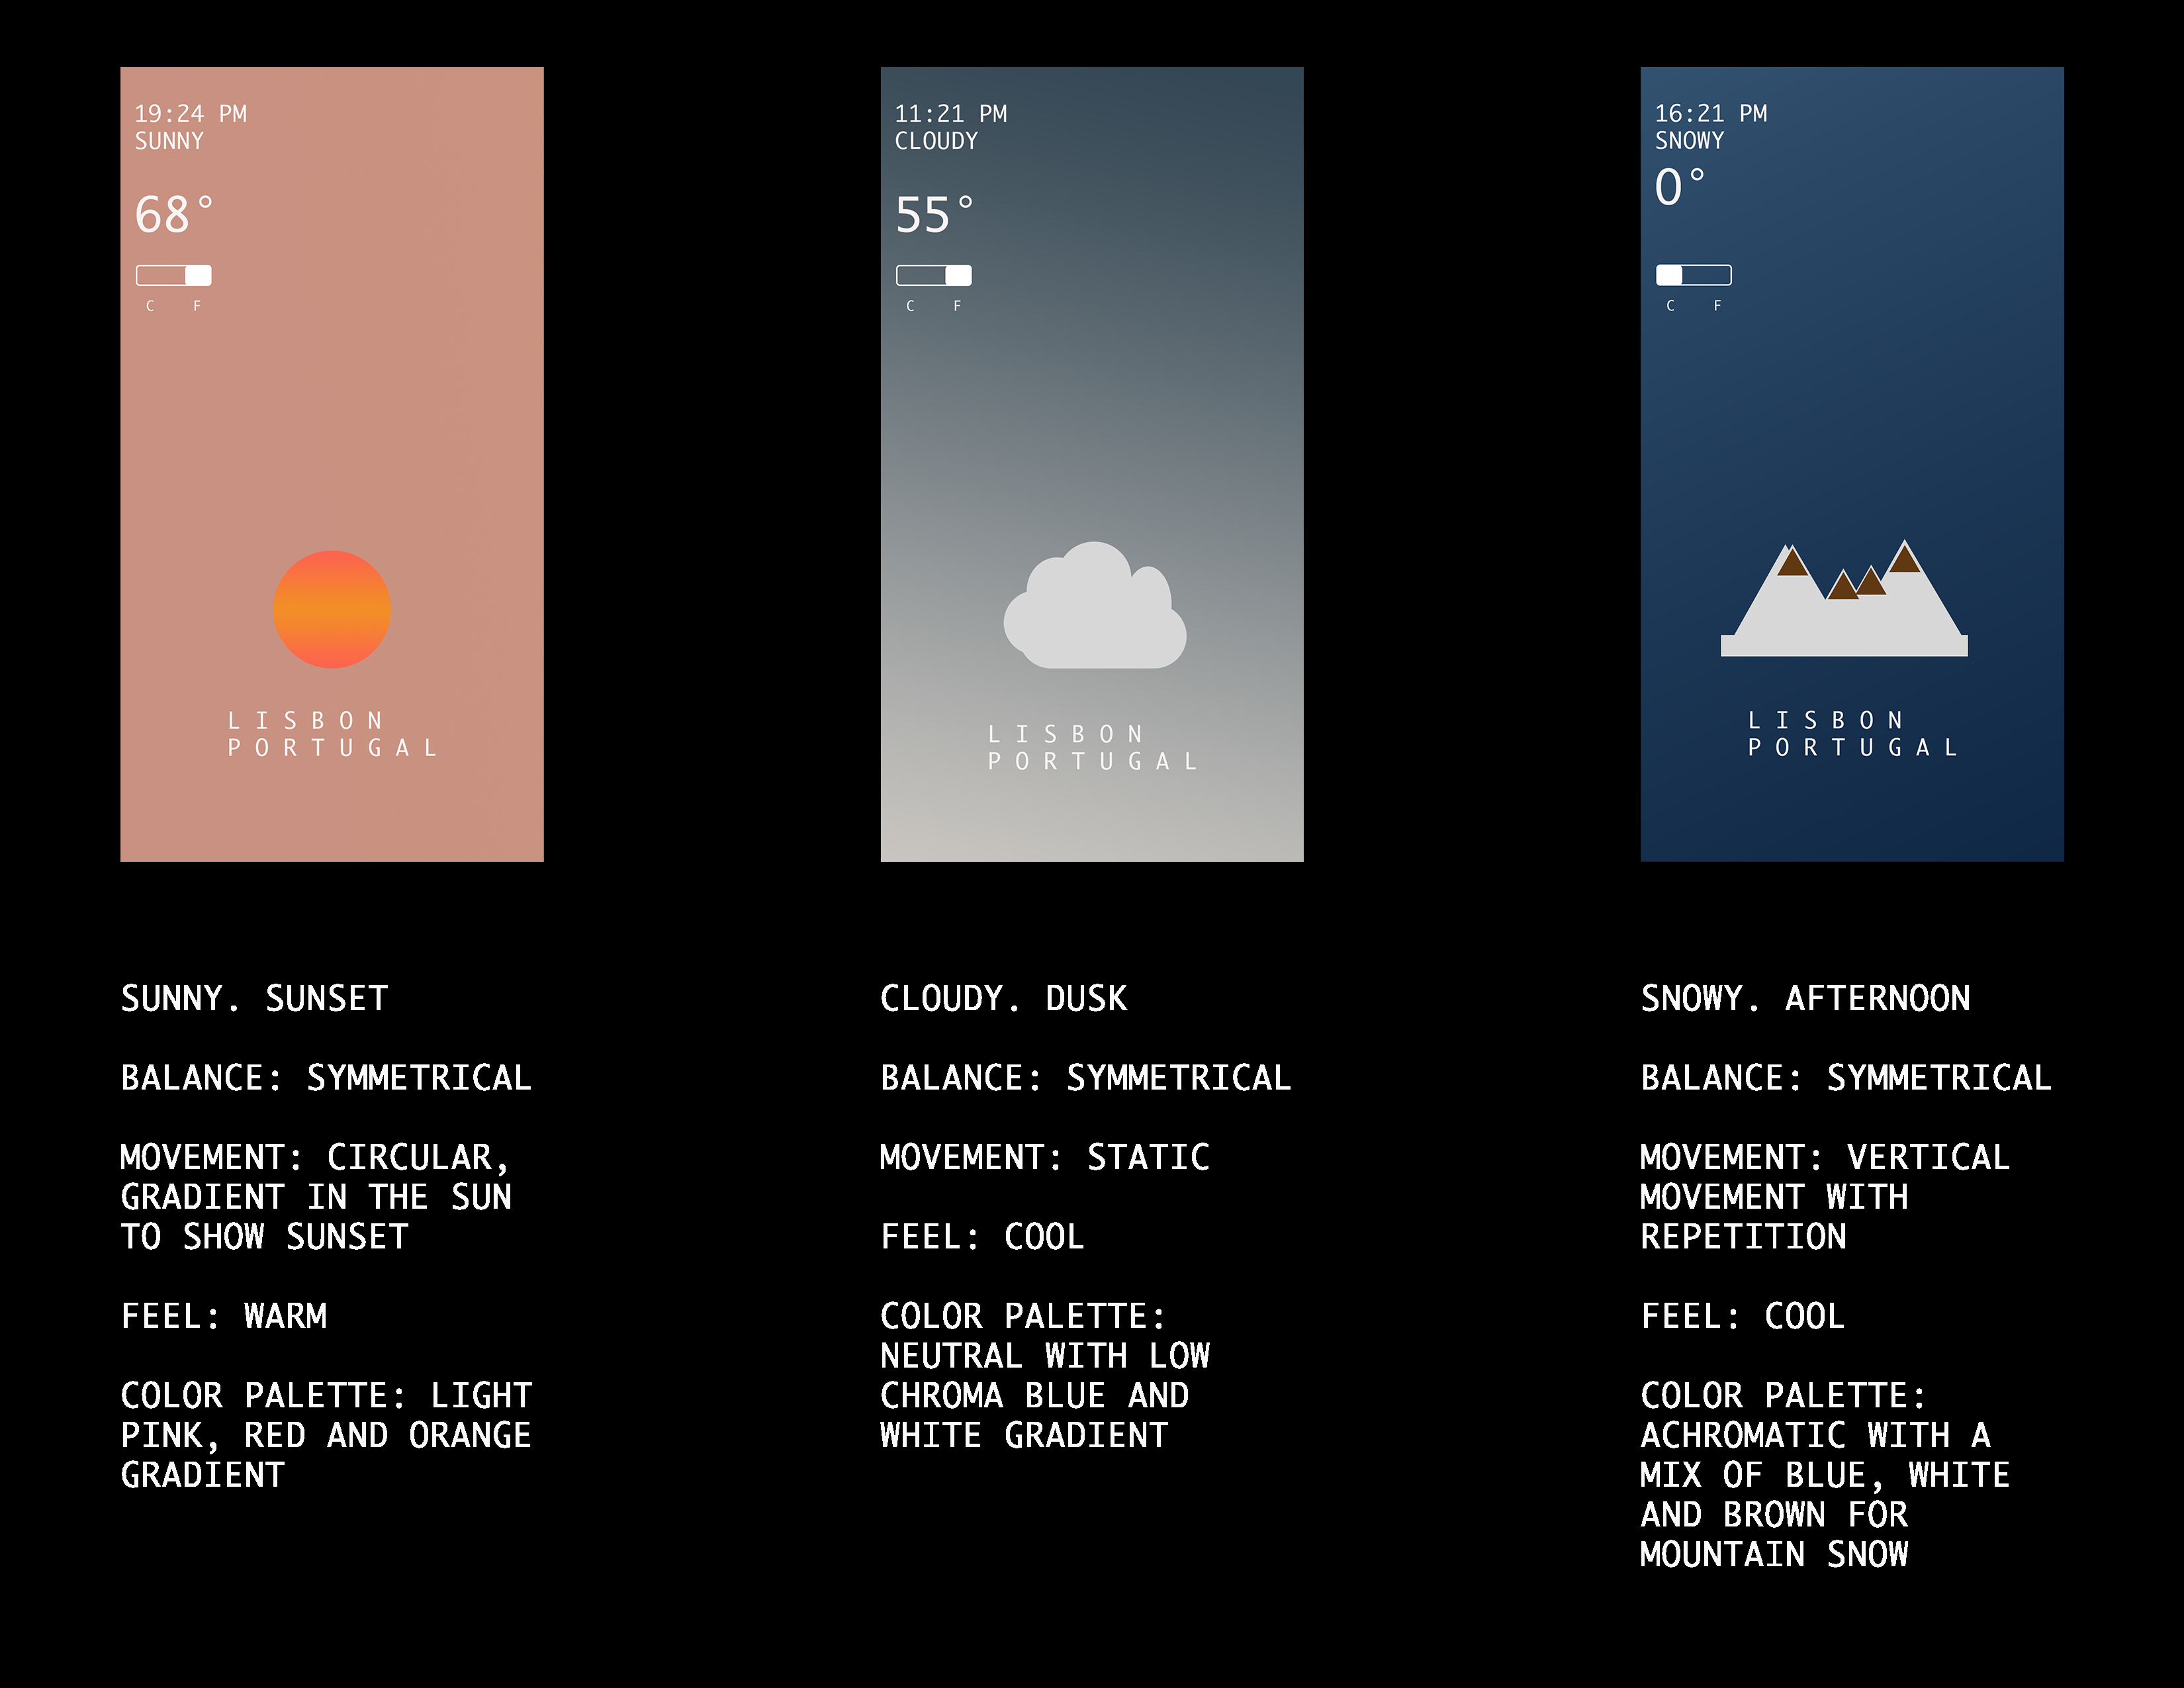 19:24 PM
SUNNY
68°
C F
LISBON
PORTUGAL
11:21 PM
CLOUDY
55°
C F
LISBON
PORTUGAL
16:21 PM
SNOWY
0°
C F
LISBON
PORTUGAL
SUNNY. SUNSET
BALANCE: SYMMETRICAL
MOVEMENT: CIRCULAR,
GRADIENT IN THE SUN
TO SHOW SUNSET
FEEL: WARM
COLOR PALETTE: LIGHT
PINK, RED AND ORANGE
GRADIENT
CLOUDY. DUSK
BALANCE: SYMMETRICAL
MOVEMENT: STATIC
FEEL: COOL
COLOR PALETTE:
NEUTRAL WITH LOW
CHROMA BLUE AND
WHITE GRADIENT
SNOWY. AFTERNOON
BALANCE: SYMMETRICAL
MOVEMENT: VERTICAL
MOVEMENT WITH
REPETITION
FEEL: COOL
COLOR PALETTE:
ACHROMATIC WITH A
MIX OF BLUE, WHITE
AND BROWN FOR
MOUNTAIN SNOW